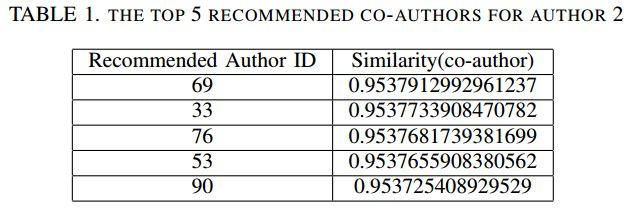 TABLE 1. THE TOP 5 RECOMMENDED CO-AUTHORS FOR AUTHOR 2
Recommended Author ID Similarity(co-author)
69 0.9537912992961237
33 0.9537733908470782
76 0.9537681739381699
53 0.9537655908380562
90 0.953725408929529